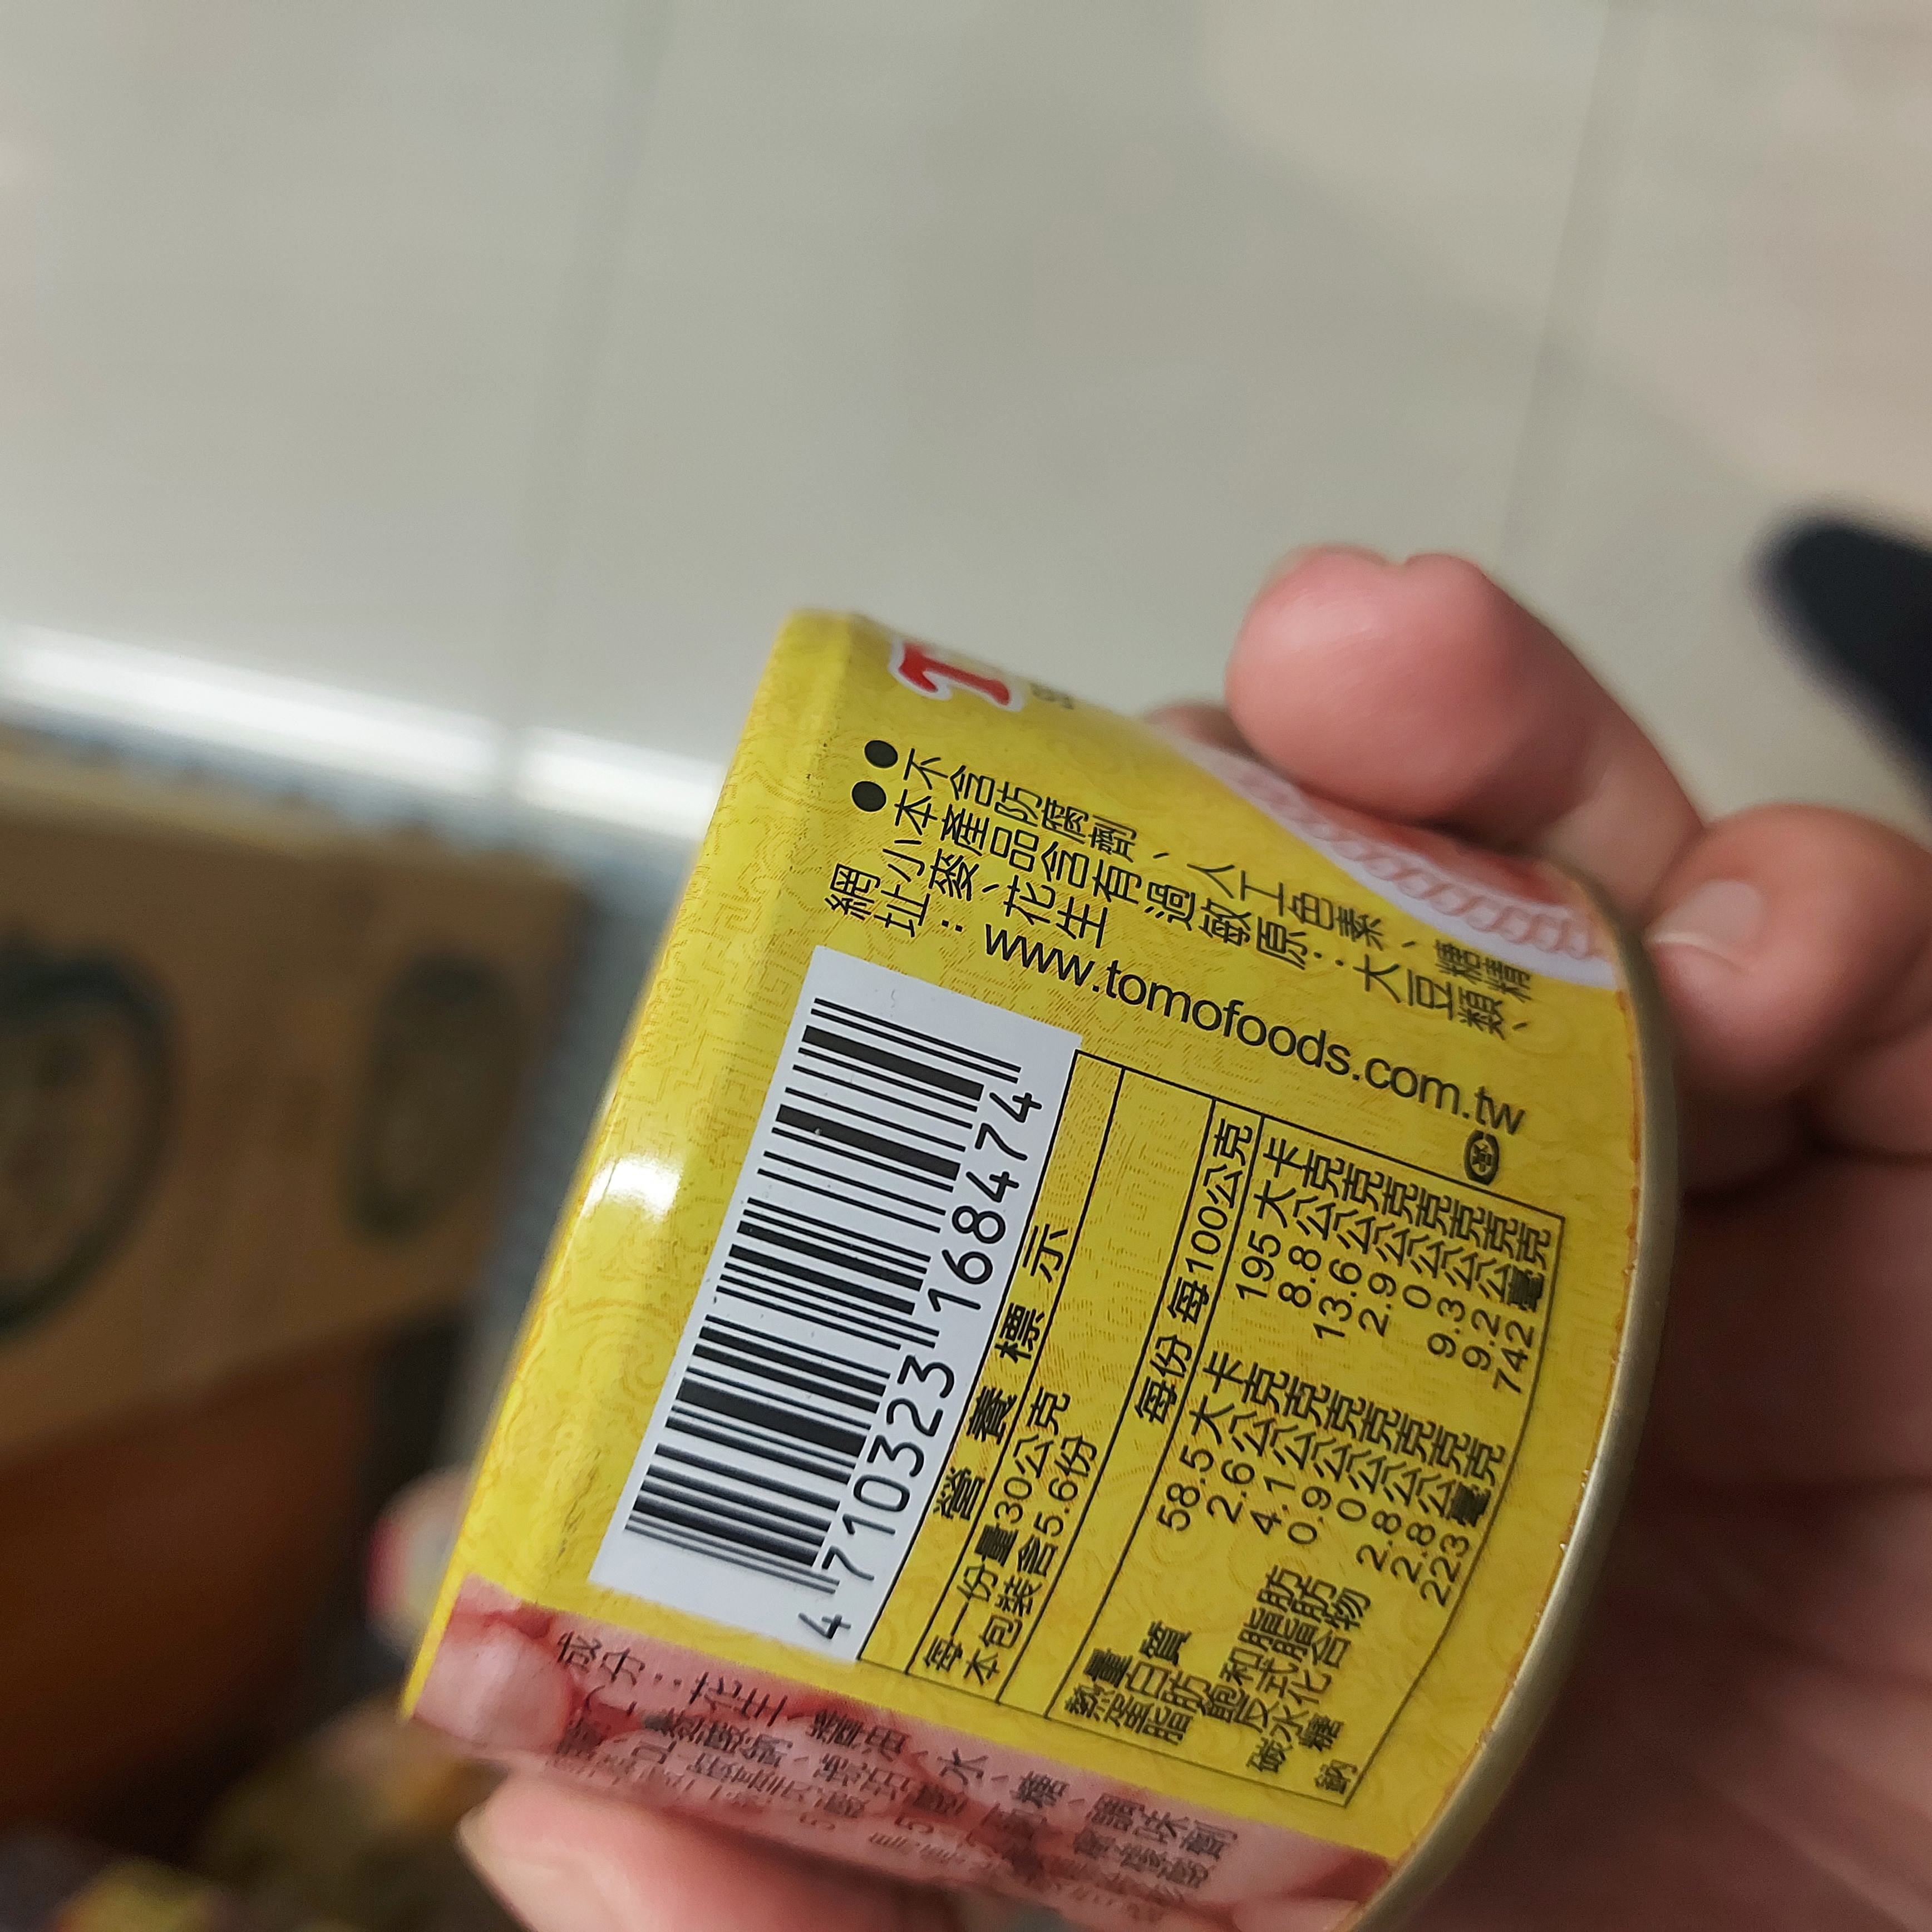 成分：花生、麵筋、水、糖、調味劑
4 710323 168474
營養標示
每一份量30公克
本包裝含5.6份
每份 每100公克
熱量 58.5大卡 195大卡
蛋白質 2.6公克 8.8公克
脂肪 4.1公克 13.6公克
飽和脂肪 0.9公克 2.9公克
反式脂肪 0公克 0公克
碳水化合物 2.8公克 9.3公克
糖 2.8公克 9.2公克
鈉 223毫克 742毫克
●不含防腐劑、人工色素、糖精
●本產品含有過敏原：大豆類、
小麥、花生
網址：www.tomofoods.com.tw